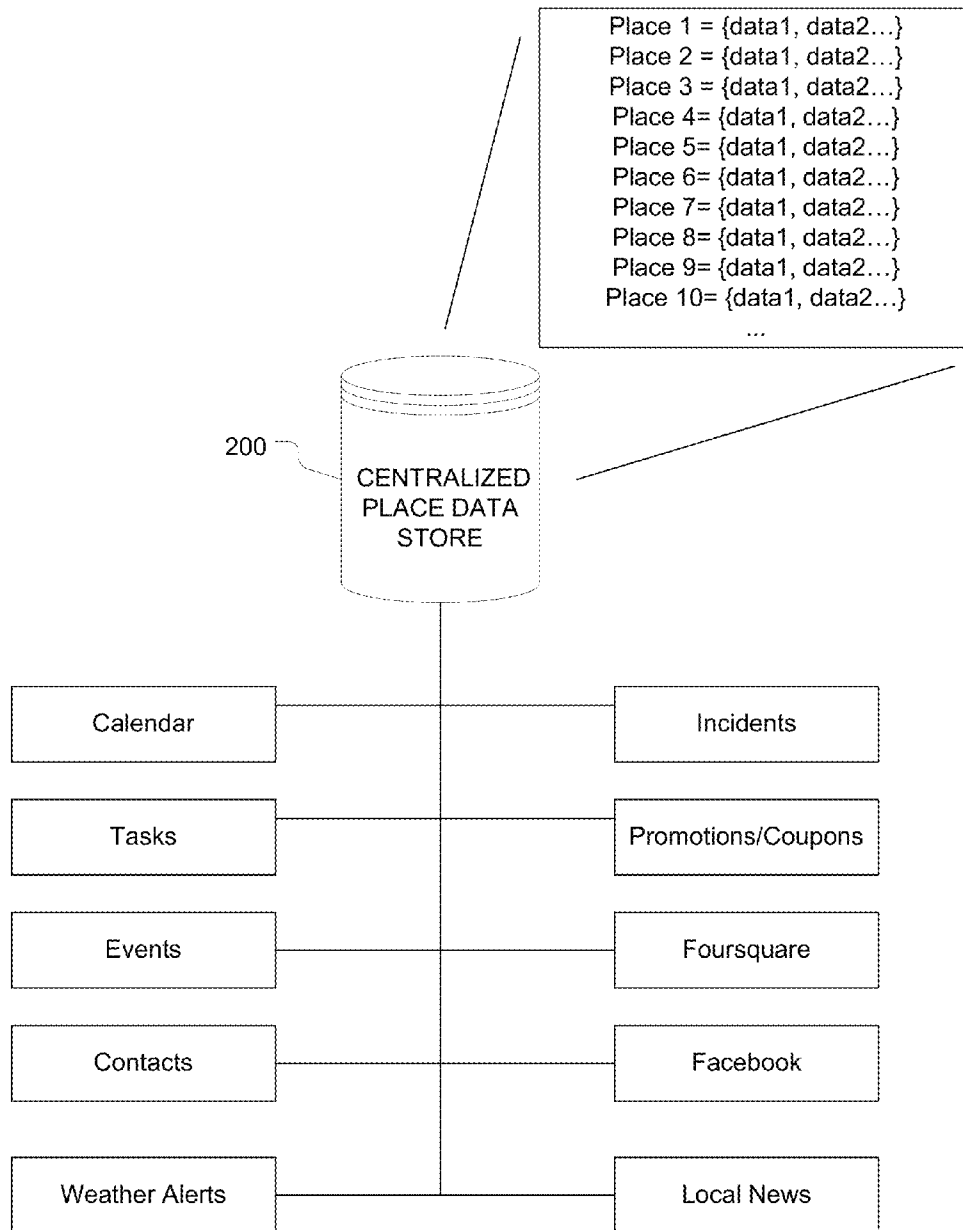 Place 1 = {data1, data2...}
Place 2 = {data1, data2...}
Place 3 = {data1, data2...}
Place 4= {data1, data2...}
Place 5= {data1, data2...}
Place 6= {data1, data2...}
Place 7= {data1, data2...}
Place 8= {data1, data2...}
Place 9= {data1, data2...}
Place 10= {data1, data2...}
...
200
CENTRALIZED
PLACE DATA
STORE
Calendar
Incidents
Tasks
Promotions/Coupons
Events
Foursquare
Contacts
Facebook
Weather Alerts
Local News